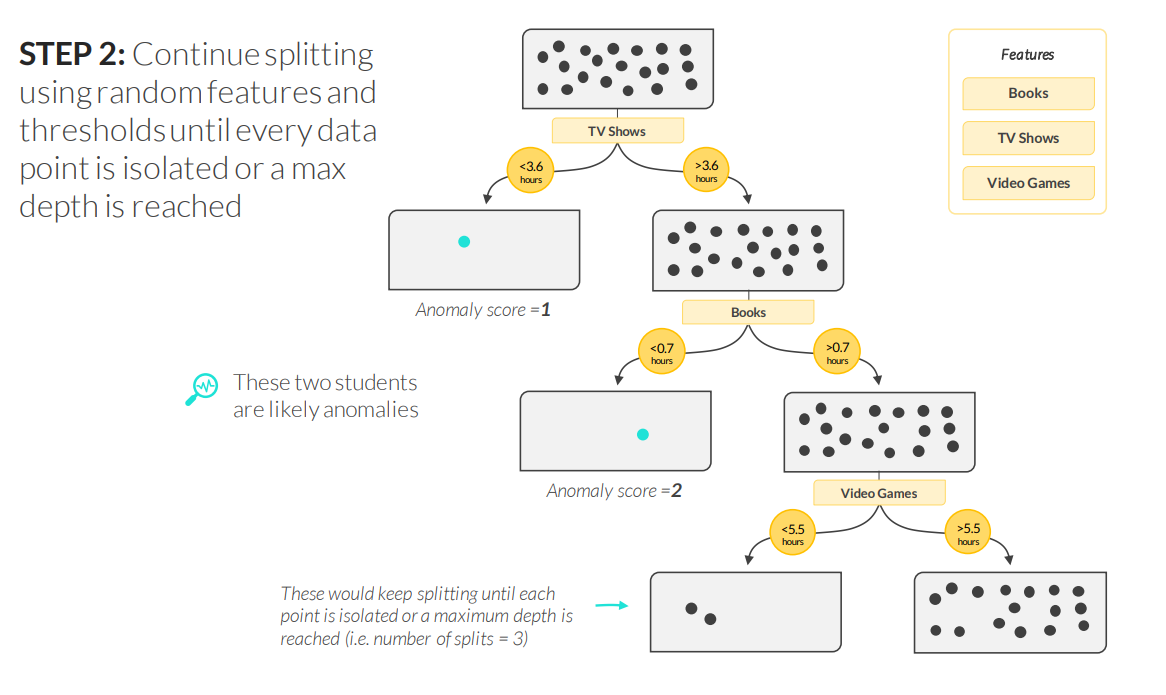 STEP 2: Continue splitting
using random features and
thresholds until every data
point is isolated or a max
depth is reached
Features
Books
TV Shows
Video Games
TV Shows
<3.6
hours
>3.6
hours
Anomaly score = 1
Books
<0.7
hours
>0.7
hours
These two students
are likely anomalies
Anomaly score = 2
Video Games
<5.5
hours
>5.5
hours
These would keep splitting until each
point is isolated or a maximum depth is
reached (i.e. number of splits = 3)